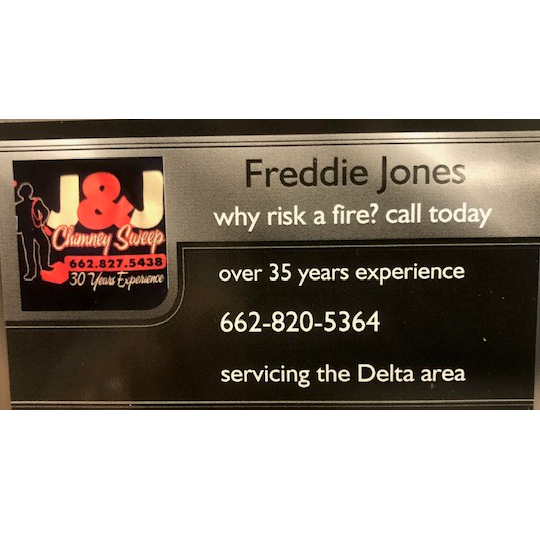 J&J
Chimney Sweep
662.827.5438
30 Years Experience
Freddie Jones
why risk a fire? call today
over 35 years experience
662-820-5364
servicing the Delta area